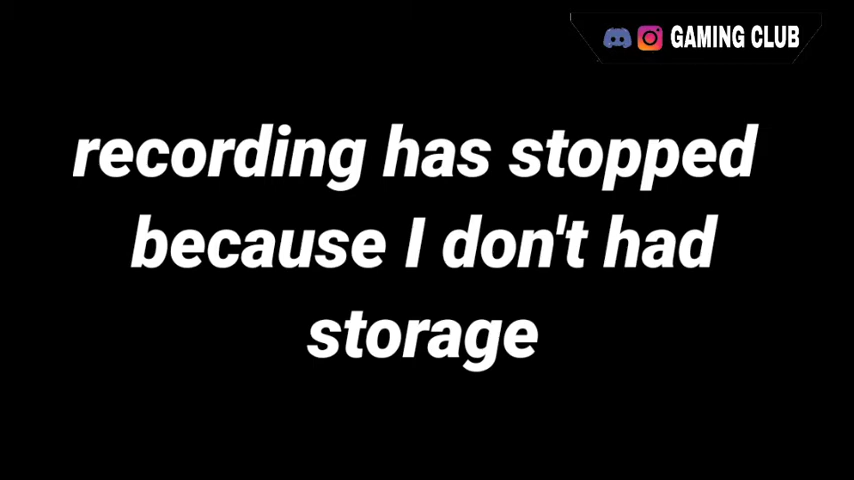 GAMING CLUB
recording has stopped
because I don't had
storage